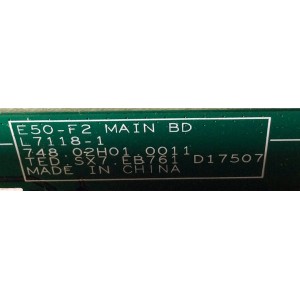 E50-F2 MAIN BD
L7118-1
748.02H01.0011
TED.SX7.EB761 D17507
MADE IN CHINA